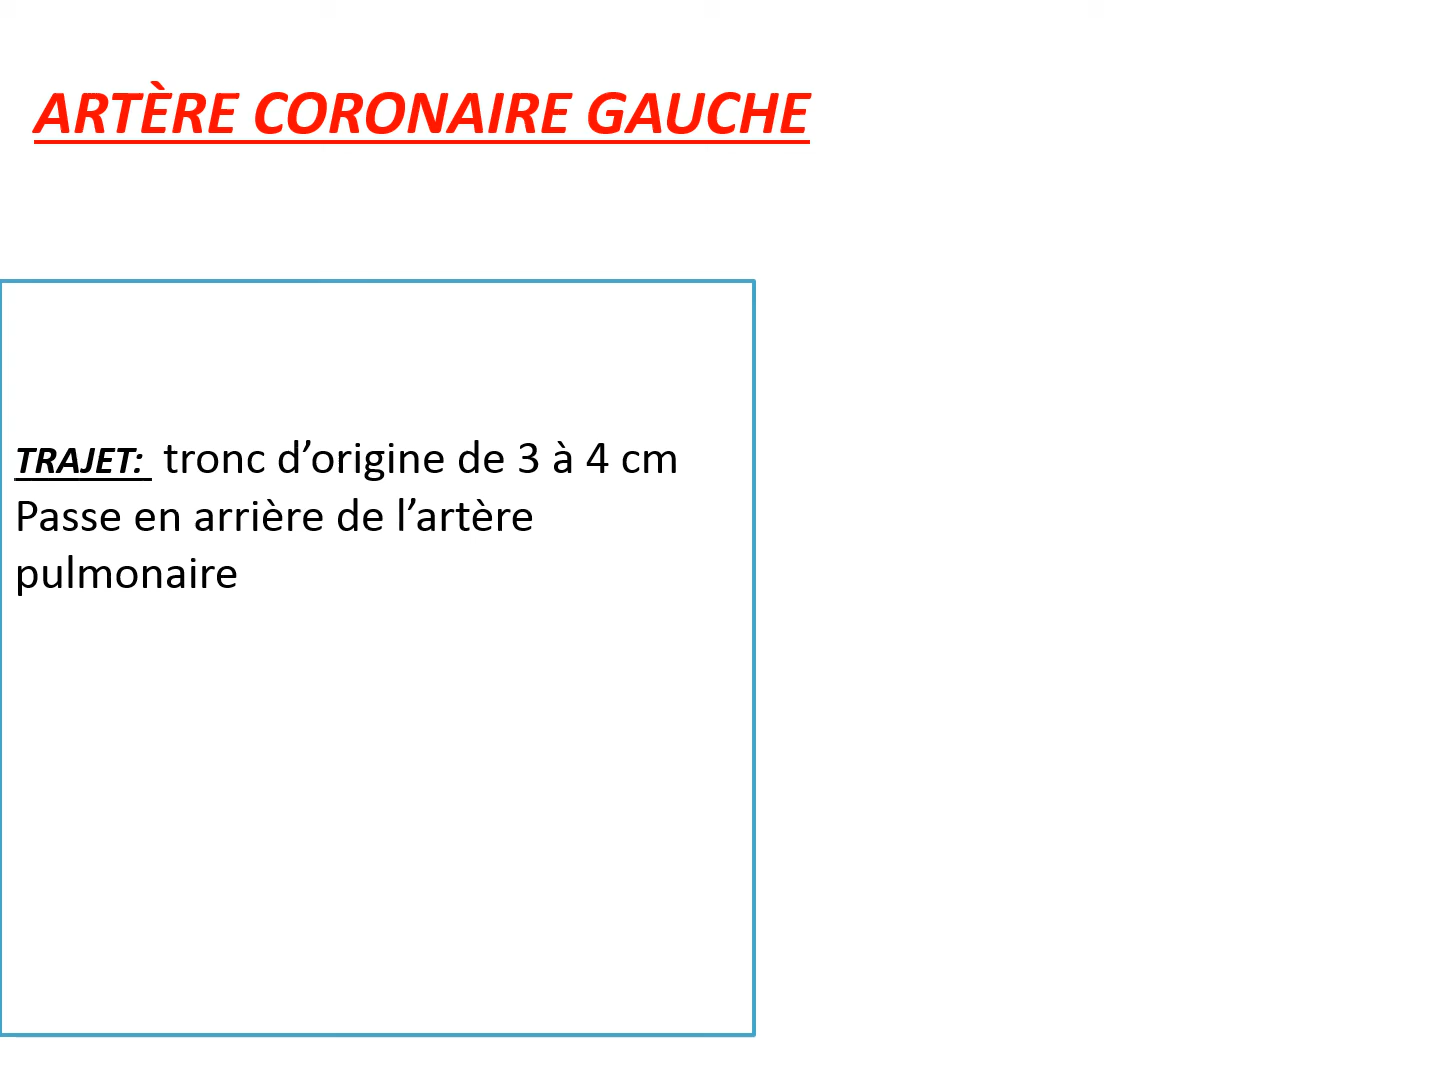 ARTÈRE CORONAIRE GAUCHE
TRAJET: tronc d’origine de 3 à 4 cm
Passe en arrière de l’artère
pulmonaire